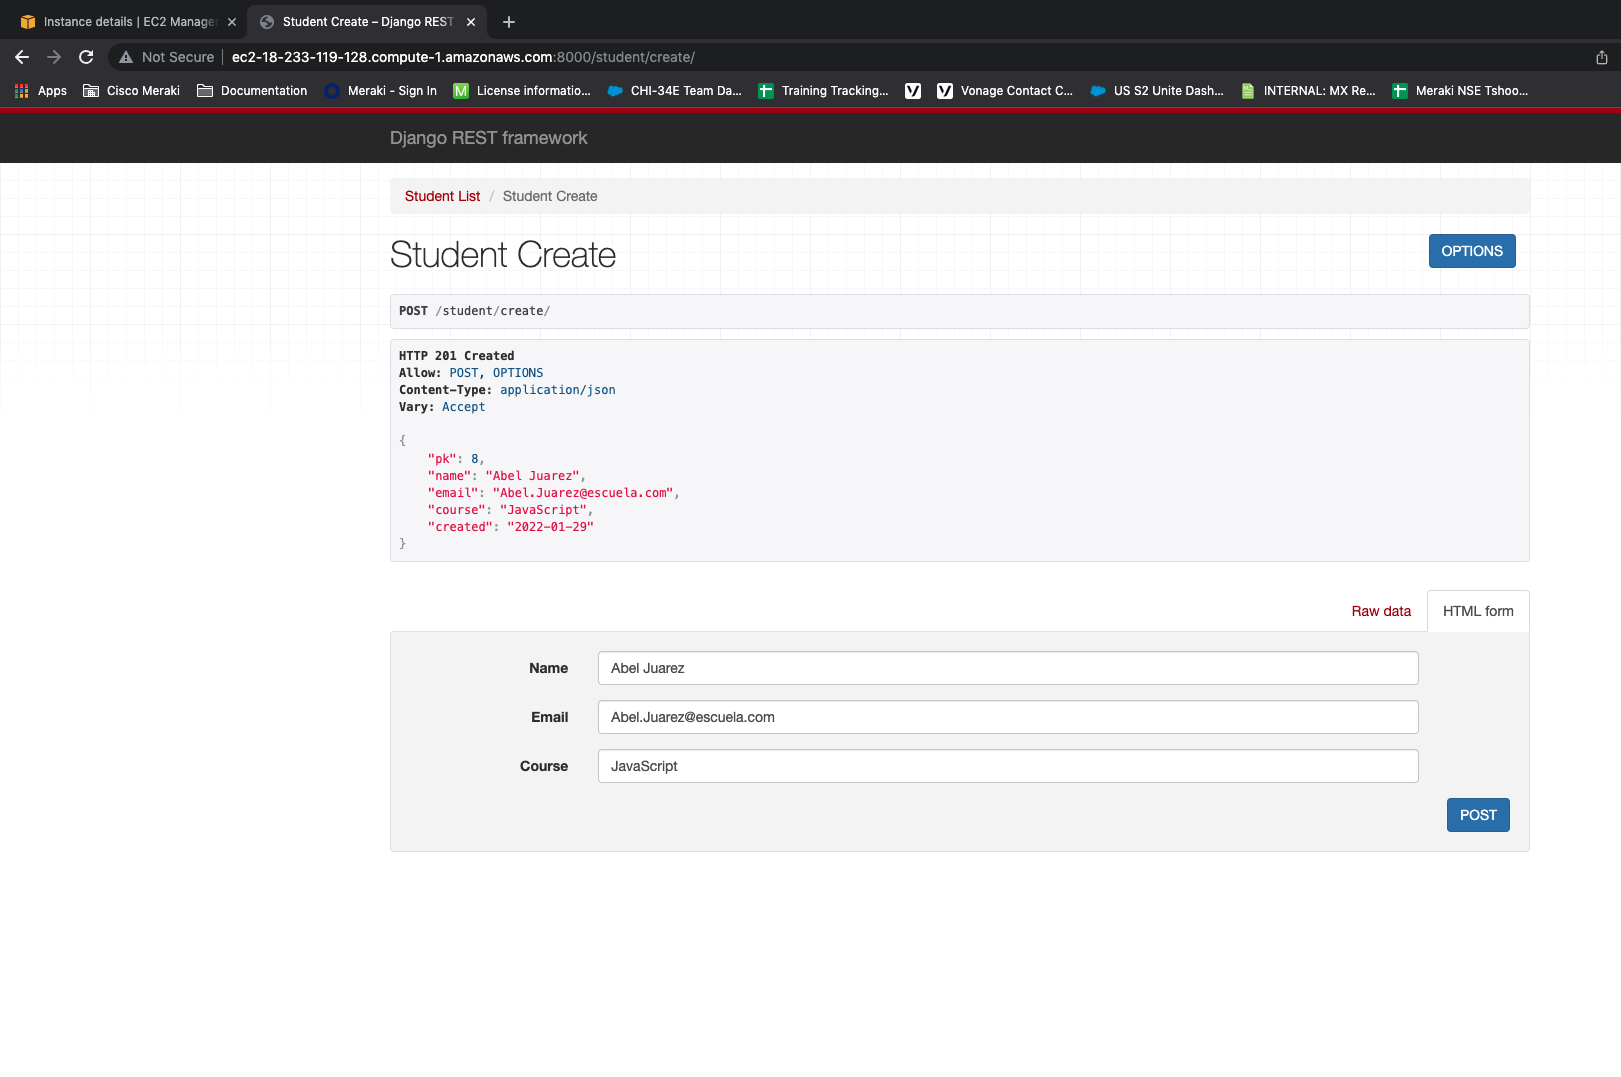 Instance details | EC2 Manager
Student Create – Django REST
Not Secure
ec2-18-233-119-128.compute-1.amazonaws.com:8000/student/create/
Apps
Cisco Meraki
Documentation
Meraki - Sign In
M
License informatio...
CHI-34E Team Da...
Training Tracking...
V
V
Vonage Contact C...
US S2 Unite Dash...
INTERNAL: MX Re...
Meraki NSE Tshoo...
Django REST framework
Student List / Student Create
Student Create
OPTIONS
POST /student/create/
HTTP 201 Created
Allow: POST, OPTIONS
Content-Type: application/json
Vary: Accept
{
"pk": 8,
"name": "Abel Juarez",
"email": "Abel.Juarez@escuela.com",
"course": "JavaScript",
"created": "2022-01-29"
}
Raw data
HTML form
Name
Abel Juarez
Email
Abel.Juarez@escuela.com
Course
JavaScript
POST